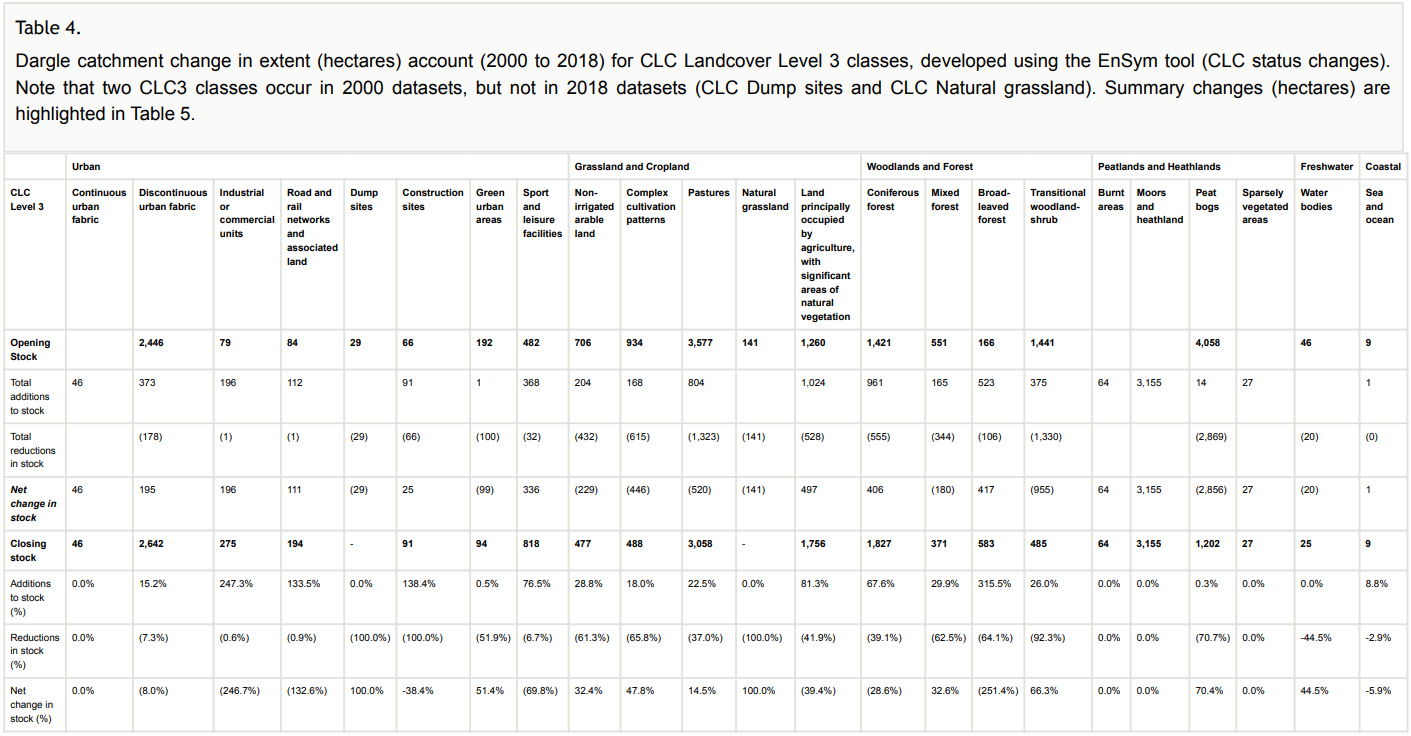 Table 4.
Dargle catchment change in extent (hectares) account (2000 to 2018) for CLC Landcover Level 3 classes, developed using the EnSym tool (CLC status changes).
Note that two CLC3 classes occur in 2000 datasets, but not in 2018 datasets (CLC Dump sites and CLC Natural grassland). Summary changes (hectares) are
highlighted in Table 5.
Urban Grassland and Cropland Woodlands and Forest Peatlands and Heathlands Freshwater Coastal
CLC Level 3 Continuous urban fabric Discontinuous urban fabric Industrial or commercial units Road and rail networks and associated land Dump sites Construction sites Green urban areas Sport and leisure facilities Non-irrigated arable land Complex cultivation patterns Pastures Natural grassland Land principally occupied by agriculture, with significant areas of natural vegetation Coniferous forest Mixed forest Broad-leaved forest Transitional woodland-shrub Burnt areas Moors and heathland Peat bogs Sparsely vegetated areas Water bodies Sea and ocean
Opening Stock 2,446 79 84 29 66 192 482 706 934 3,577 141 1,260 1,421 551 166 1,441 4,058 46 9
Total additions to stock 46 373 196 112 91 1 368 204 168 804 1,024 961 165 523 375 64 3,155 14 27 1
Total reductions in stock (178) (1) (1) (29) (66) (100) (32) (432) (615) (1,323) (141) (528) (555) (344) (106) (1,330) (2,869) (20) (0)
Net change in stock 46 195 196 111 (29) 25 (99) 336 (229) (446) (520) (141) 497 406 (180) 417 (955) 64 3,155 (2,856) 27 (20) 1
Closing stock 46 2,642 275 194 - 91 94 818 477 488 3,058 - 1,756 1,827 371 583 485 64 3,155 1,202 27 25 9
Additions to stock (%) 0.0% 15.2% 247.3% 133.5% 0.0% 138.4% 0.5% 76.5% 28.8% 18.0% 22.5% 0.0% 81.3% 67.6% 29.9% 315.5% 26.0% 0.0% 0.0% 0.3% 0.0% 0.0% 8.8%
Reductions in stock (%) 0.0% (7.3%) (0.6%) (0.9%) (100.0%) (100.0%) (51.9%) (6.7%) (61.3%) (65.8%) (37.0%) (100.0%) (41.9%) (39.1%) (62.5%) (64.1%) (92.3%) 0.0% 0.0% (70.7%) 0.0% -44.5% -2.9%
Net change in stock (%) 0.0% (8.0%) (246.7%) (132.6%) 100.0% -38.4% 51.4% (69.8%) 32.4% 47.8% 14.5% 100.0% (39.4%) (28.6%) 32.6% (251.4%) 66.3% 0.0% 0.0% 70.4% 0.0% 44.5% -5.9%